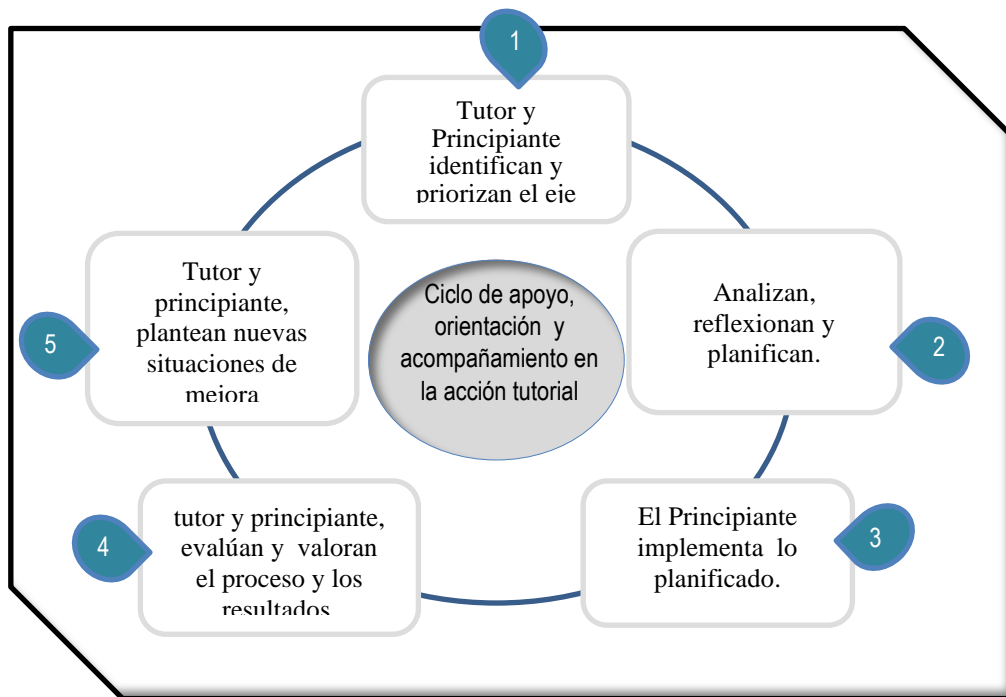 1
Tutor y
Principiante
identifican y
priorizan el eje
2
Analizan,
reflexionan y
planifican.
3
El Principiante
implementa lo
planificado.
4
tutor y principiante,
evalúan y valoran
el proceso y los
resultados
5
Tutor y
principiante,
plantean nuevas
situaciones de
mejora
Ciclo de apoyo,
orientación y
acompañamiento en
la acción tutorial